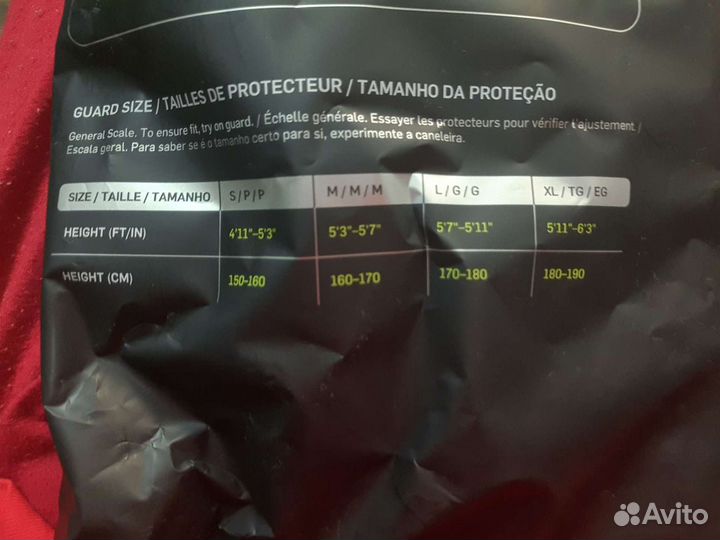 GUARD SIZE / TAILLES DE PROTECTEUR / TAMANHO DA PROTEÇÃO
General Scale. To ensure fit, try on guard. / Échelle générale. Essayer les protecteurs pour vérifier l'ajustement. /
Escala geral. Para saber se é o tamanho certo para si, experimente a caneleira.
SIZE / TAILLE / TAMANHO S / P / P M / M / M L / G / G XL / TG / EG
HEIGHT (FT/IN) 4'11"–5'3" 5'3"–5'7" 5'7"–5'11" 5'11"–6'3"
HEIGHT (CM) 150–160 160–170 170–180 180–190
Avito